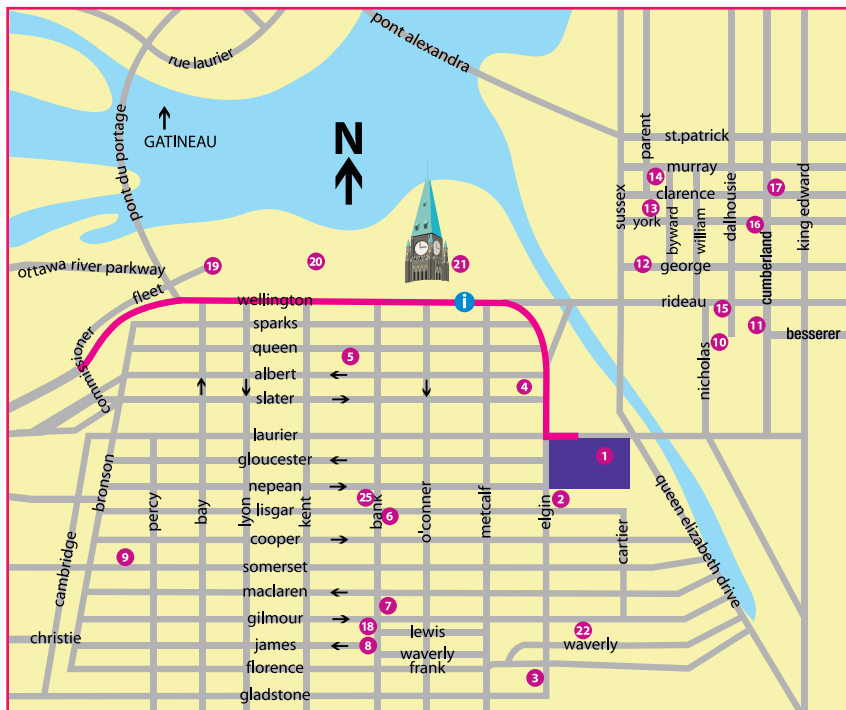 rue laurier
pont alexandra
pont du portage
GATINEAU
N
st.patrick
parent
murray
14
clarence
17
13
york
16
sussex
byward
william
dalhousie
cumberland
king edward
19
20
21
12
george
ottawa river parkway
fleet
wellington
i
rideau
15
commissioner
sparks
11
besserer
queen
5
10
albert
4
nicholas
slater
laurier
gloucester
1
bronson
nepean
25
2
lisgar
6
percy
bay
lyon
kent
bank
o'conner
metcalf
elgin
cartier
queen elizabeth drive
cooper
9
somerset
cambridge
maclaren
7
gilmour
18
lewis
22
christie
james
8
waverly
waverly
florence
frank
3
gladstone